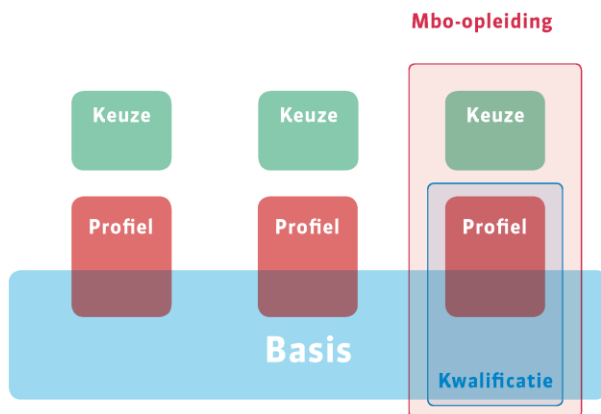 Mbo-opleiding
Keuze
Keuze
Keuze
Profiel
Profiel
Profiel
Basis
Kwalificatie